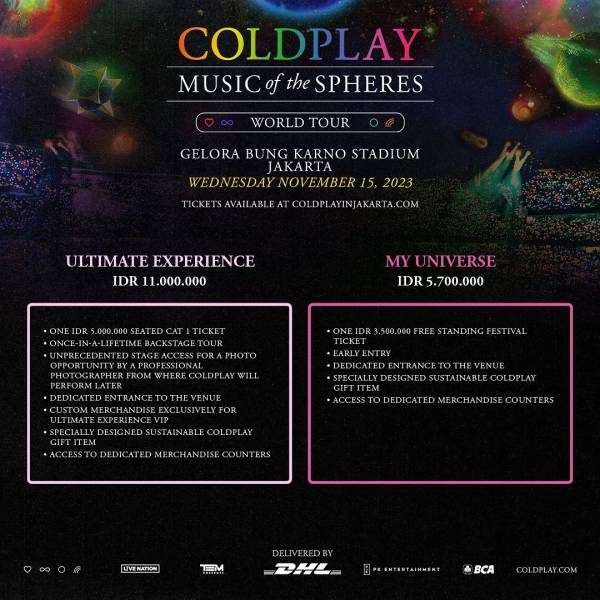 COLDPLAY
MUSIC of the SPHERES
WORLD TOUR
GELORA BUNG KARNO STADIUM
JAKARTA
WEDNESDAY NOVEMBER 15, 2023
TICKETS AVAILABLE AT COLDPLAYINJAKARTA.COM
ULTIMATE EXPERIENCE
IDR 11.000.000
• ONE IDR 5.000.000 SEATED CAT 1 TICKET
• ONCE-IN-A-LIFETIME BACKSTAGE TOUR
• UNPRECEDENTED STAGE ACCESS FOR A PHOTO
OPPORTUNITY BY A PROFESSIONAL
PHOTOGRAPHER FROM WHERE COLDPLAY WILL
PERFORM LATER
• DEDICATED ENTRANCE TO THE VENUE
• CUSTOM MERCHANDISE EXCLUSIVELY FOR
ULTIMATE EXPERIENCE VIP
• SPECIALLY DESIGNED SUSTAINABLE COLDPLAY
GIFT ITEM
• ACCESS TO DEDICATED MERCHANDISE COUNTERS
MY UNIVERSE
IDR 5.700.000
• ONE IDR 3,500.000 FREE STANDING FESTIVAL
TICKET
• EARLY ENTRY
• DEDICATED ENTRANCE TO THE VENUE
• SPECIALLY DESIGNED SUSTAINABLE COLDPLAY
GIFT ITEM
• ACCESS TO DEDICATED MERCHANDISE COUNTERS
DELIVERED BY
LIVE NATION
TEM
PRESENTS
DHL
PK ENTERTAINMENT
BCA
COLDPLAY.COM